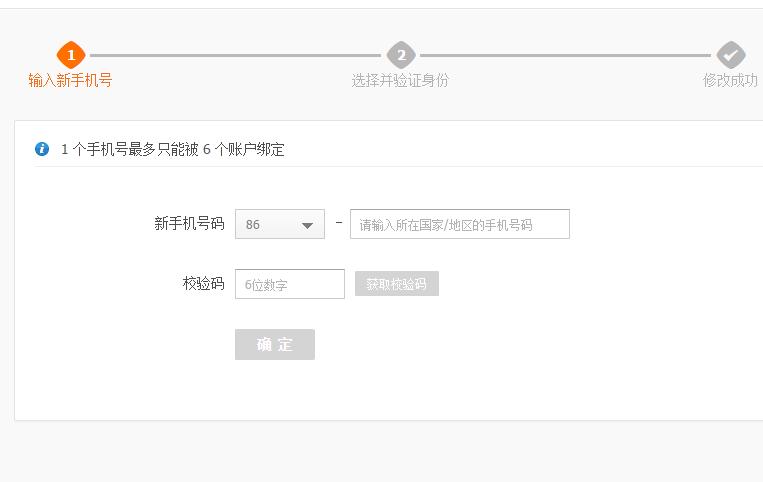 1 2
输入新手机号 选择并验证身份 修改成功
i 1 个手机号最多只能被 6 个账户绑定
新手机号码 86 - 请输入所在国家/地区的手机号码
校验码 6位数字 获取校验码
确 定